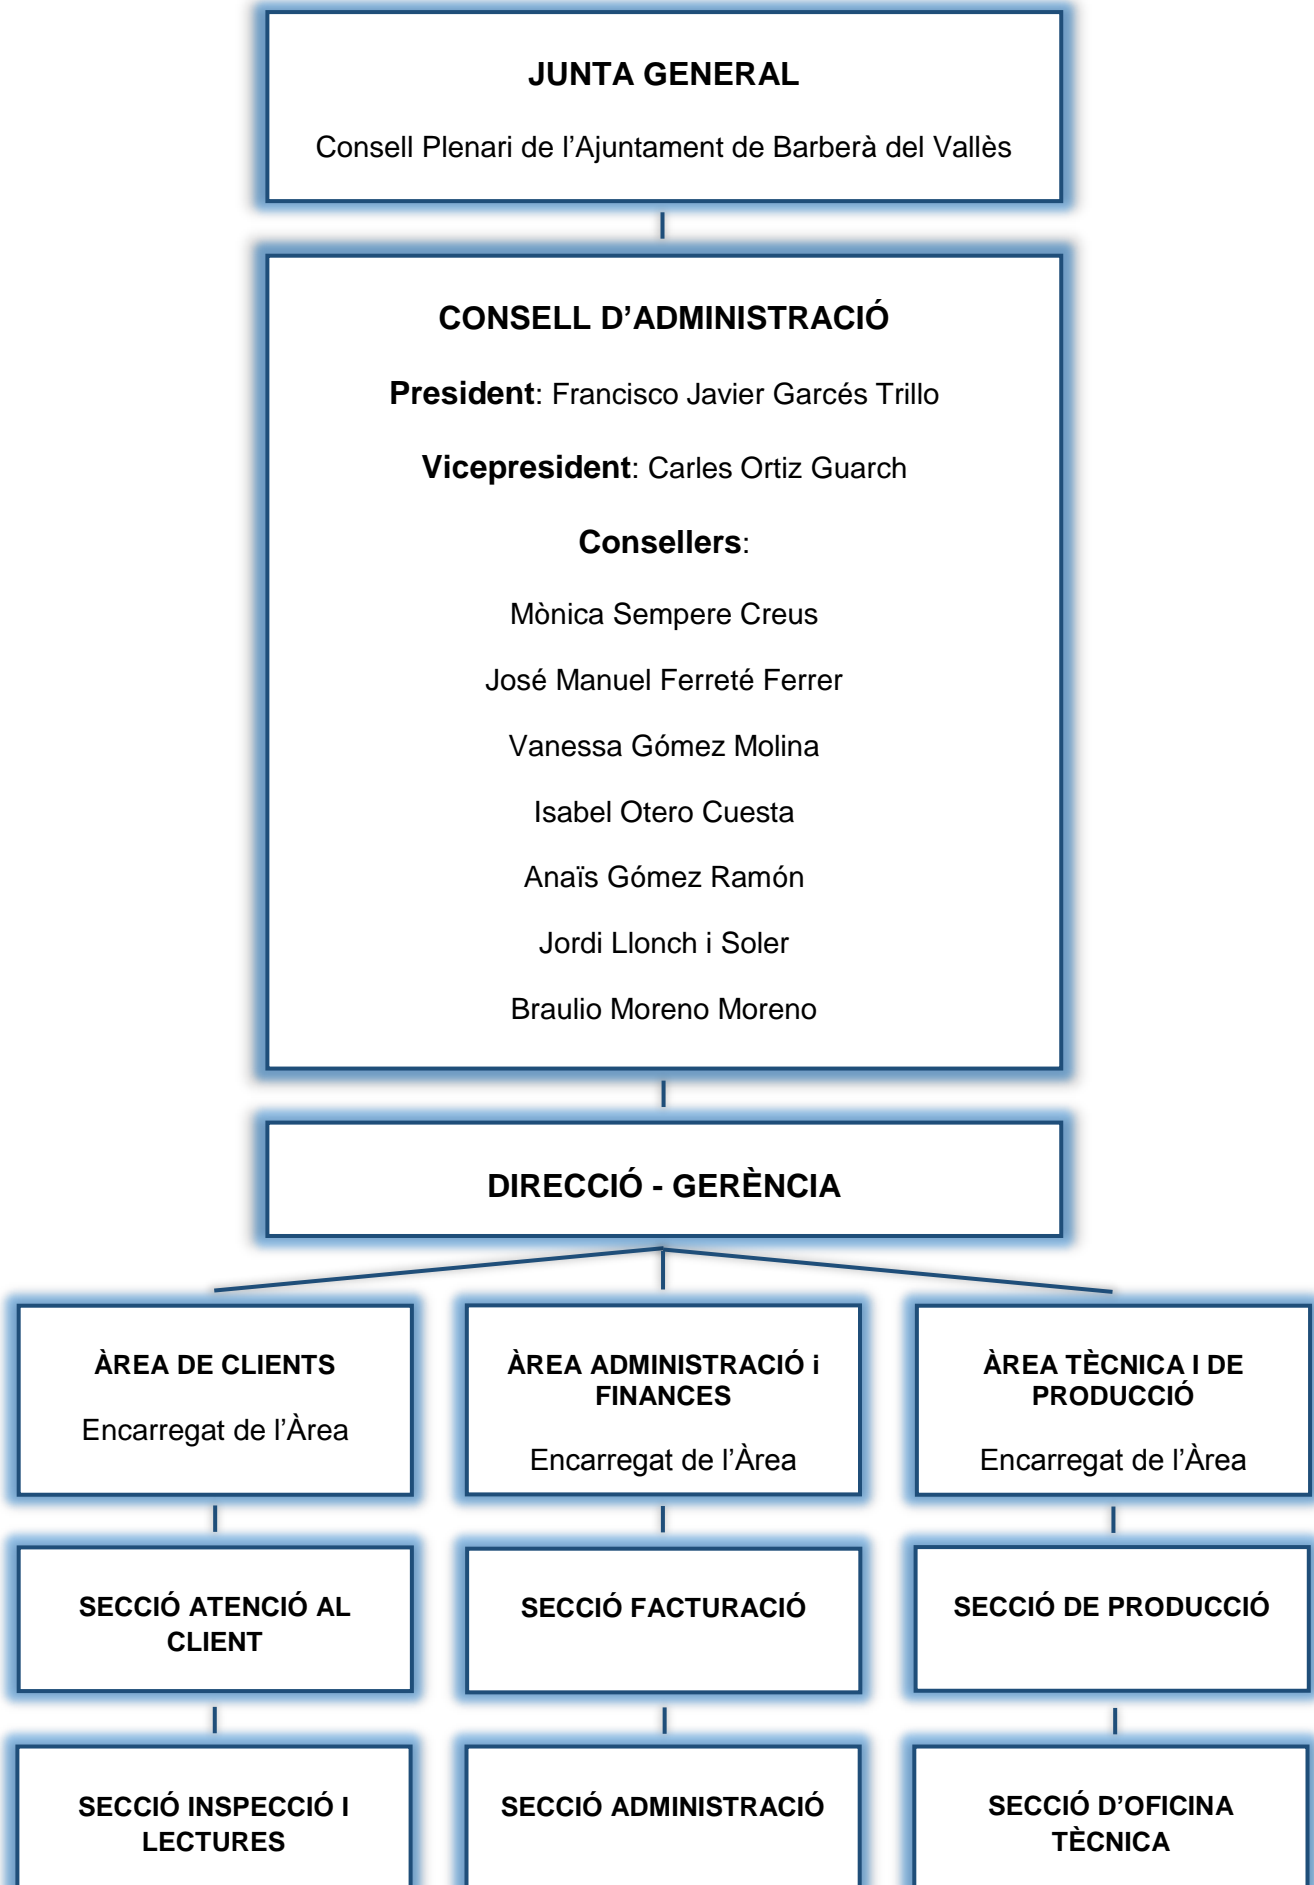 JUNTA GENERAL
Consell Plenari de l’Ajuntament de Barberà del Vallès
CONSELL D’ADMINISTRACIÓ
President: Francisco Javier Garcés Trillo
Vicepresident: Carles Ortiz Guarch
Consellers:
Mònica Sempere Creus
José Manuel Ferreté Ferrer
Vanessa Gómez Molina
Isabel Otero Cuesta
Anaïs Gómez Ramón
Jordi Llonch i Soler
Braulio Moreno Moreno
DIRECCIÓ - GERÈNCIA
ÀREA DE CLIENTS
Encarregat de l’Àrea
ÀREA ADMINISTRACIÓ i
FINANCES
Encarregat de l’Àrea
ÀREA TÈCNICA I DE
PRODUCCIÓ
Encarregat de l’Àrea
SECCIÓ ATENCIÓ AL
CLIENT
SECCIÓ FACTURACIÓ
SECCIÓ DE PRODUCCIÓ
SECCIÓ INSPECCIÓ I
LECTURES
SECCIÓ ADMINISTRACIÓ
SECCIÓ D’OFICINA
TÈCNICA